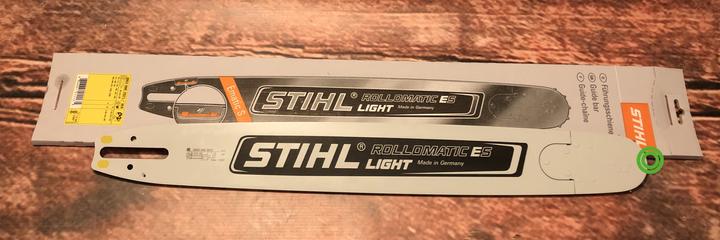 Ematic S
STIHL® ROLLOMATIC ES
LIGHT Made in Germany
Führungsschiene
Guide bar
Guide-chaîne
STIHL
STIHL® ROLLOMATIC ES
LIGHT Made in Germany